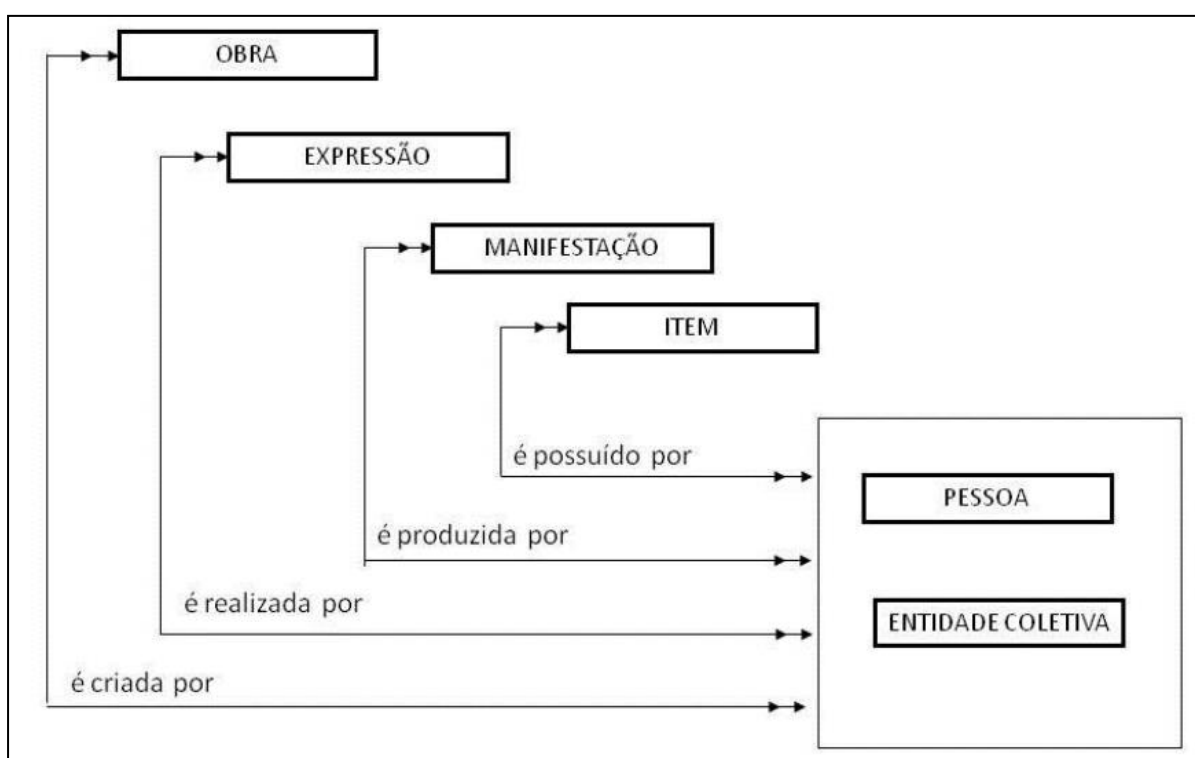 OBRA
EXPRESSÃO
MANIFESTAÇÃO
ITEM
é possuído por
PESSOA
é produzida por
é realizada por
ENTIDADE COLETIVA
é criada por